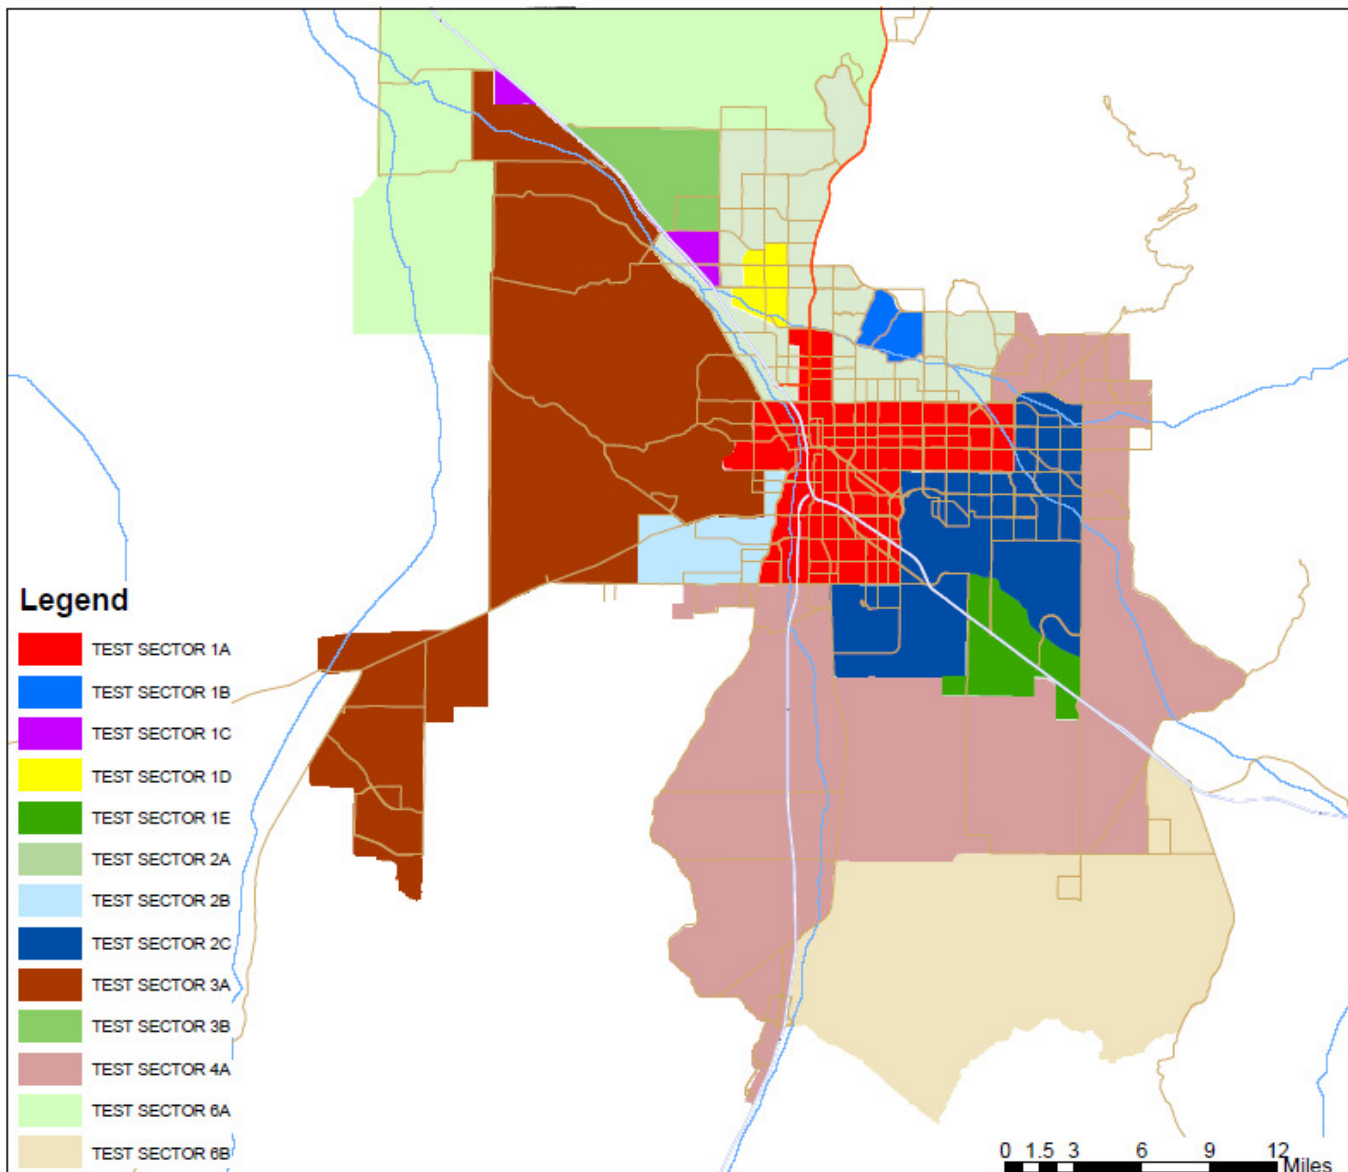 Legend
TEST SECTOR 1A
TEST SECTOR 1B
TEST SECTOR 1C
TEST SECTOR 1D
TEST SECTOR 1E
TEST SECTOR 2A
TEST SECTOR 2B
TEST SECTOR 2C
TEST SECTOR 3A
TEST SECTOR 3B
TEST SECTOR 4A
TEST SECTOR 6A
TEST SECTOR 6B
0 1.5 3 6 9 12
Miles